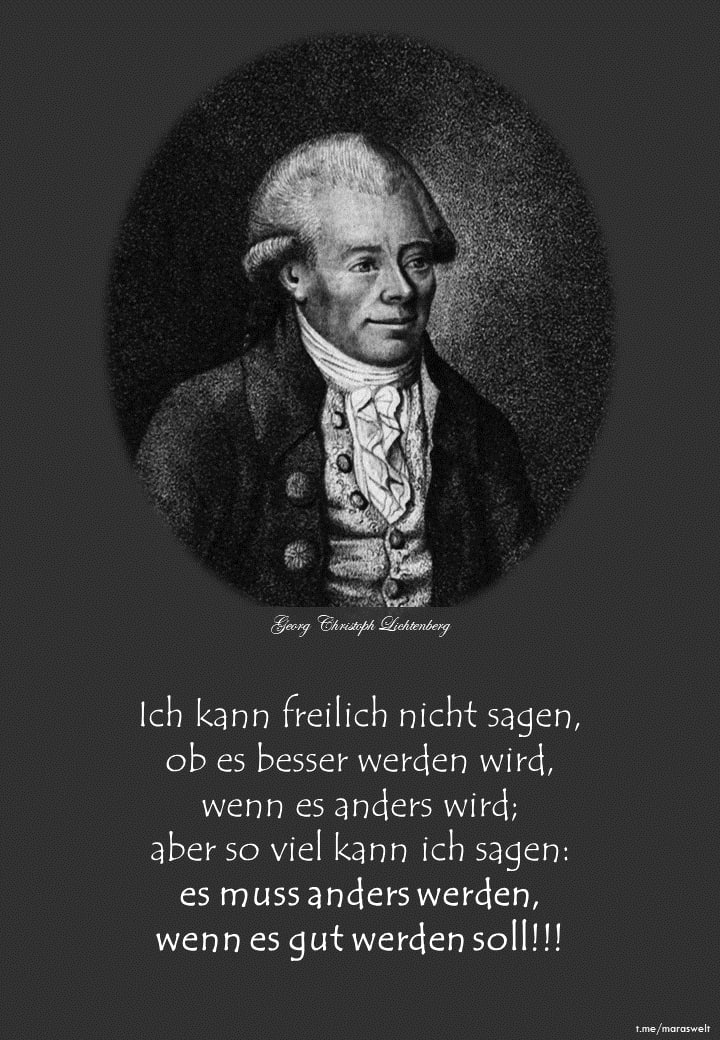 Georg Christoph Lichtenberg
Ich kann freilich nicht sagen,
ob es besser werden wird,
wenn es anders wird;
aber so viel kann ich sagen:
es muss anders werden,
wenn es gut werden soll!!!
t.me/maraswelt